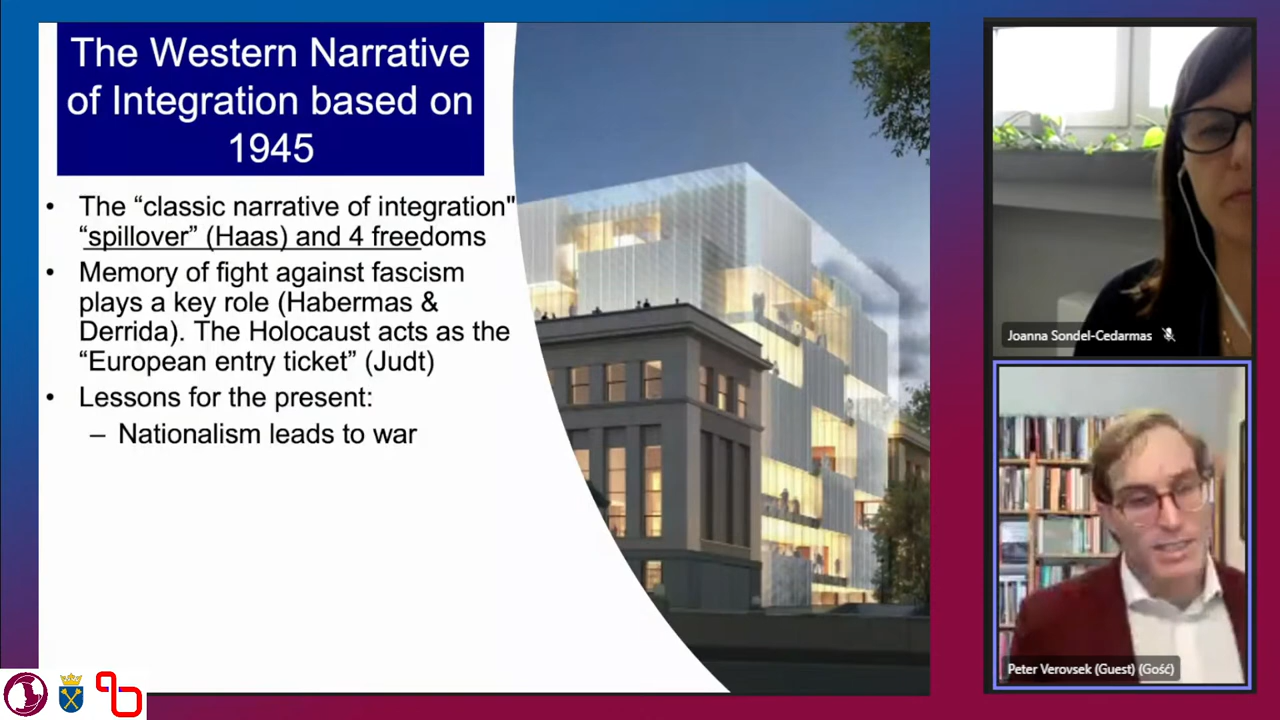 The Western Narrative
of Integration based on
1945
• The “classic narrative of integration"
“spillover” (Haas) and 4 freedoms
• Memory of fight against fascism
plays a key role (Habermas &
Derrida). The Holocaust acts as the
“European entry ticket” (Judt)
• Lessons for the present:
– Nationalism leads to war
Joanna Sondel-Cedarmas
Peter Verovsek (Guest) (Gość)